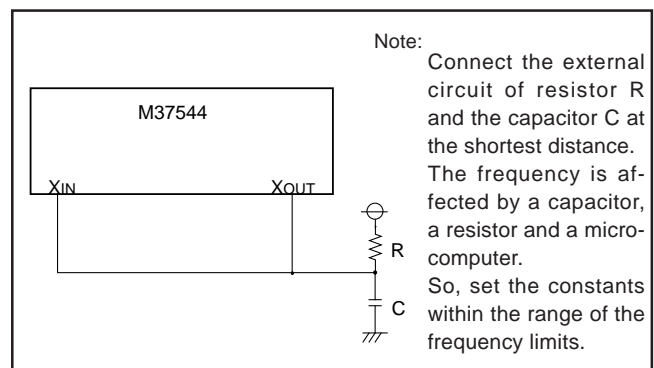 Note:
Connect the external
circuit of resistor R
and the capacitor C at
the shortest distance.
The frequency is af-
fected by a capacitor,
a resistor and a micro-
computer.
So, set the constants
within the range of the
frequency limits.
M37544
XIN XOUT
R
C